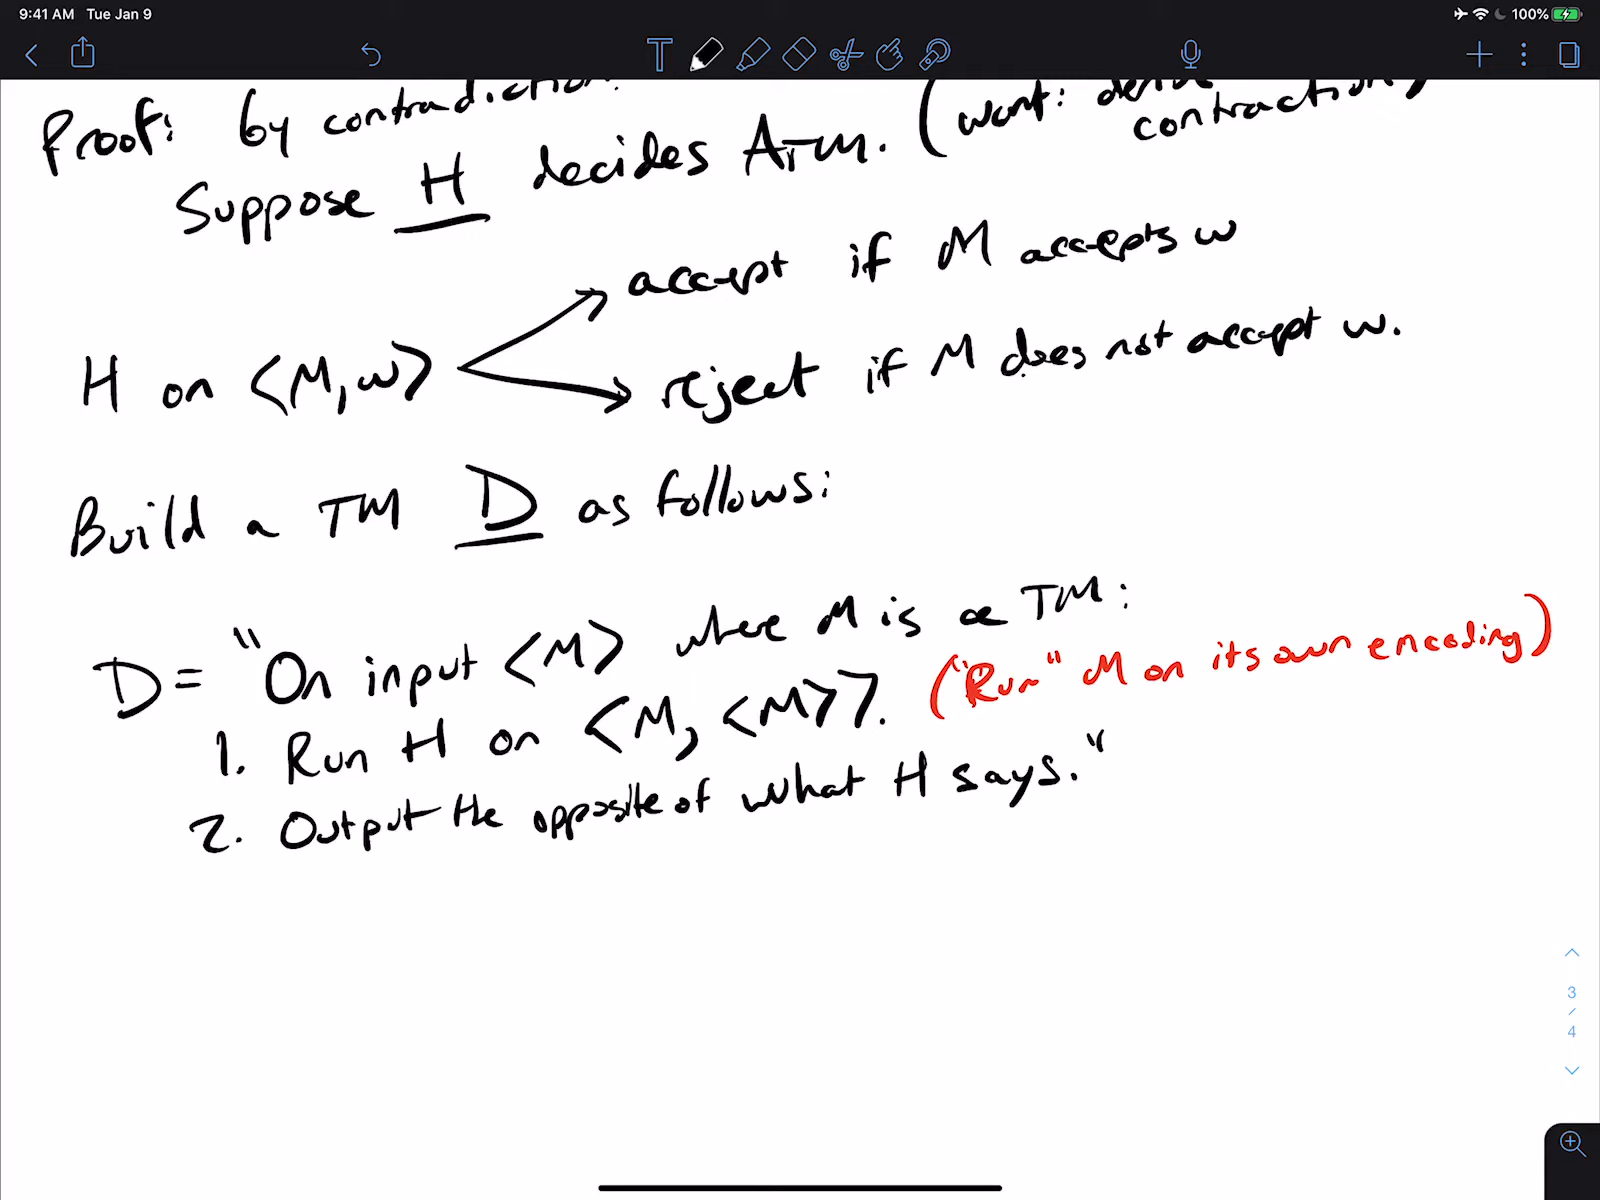 9:41 AM Tue Jan 9
100%
Proof: by contradiction.
(want: derive
contraction)
Suppose H decides ATM.
accept if M accepts w
H on <M,w>
reject if M does not accept w.
Build a TM D as follows:
D = "On input <M> where M is a TM:
1. Run H on <M, <M>>. ("Run" M on its own encoding)
2. Output the opposite of what H says."
3
/
4